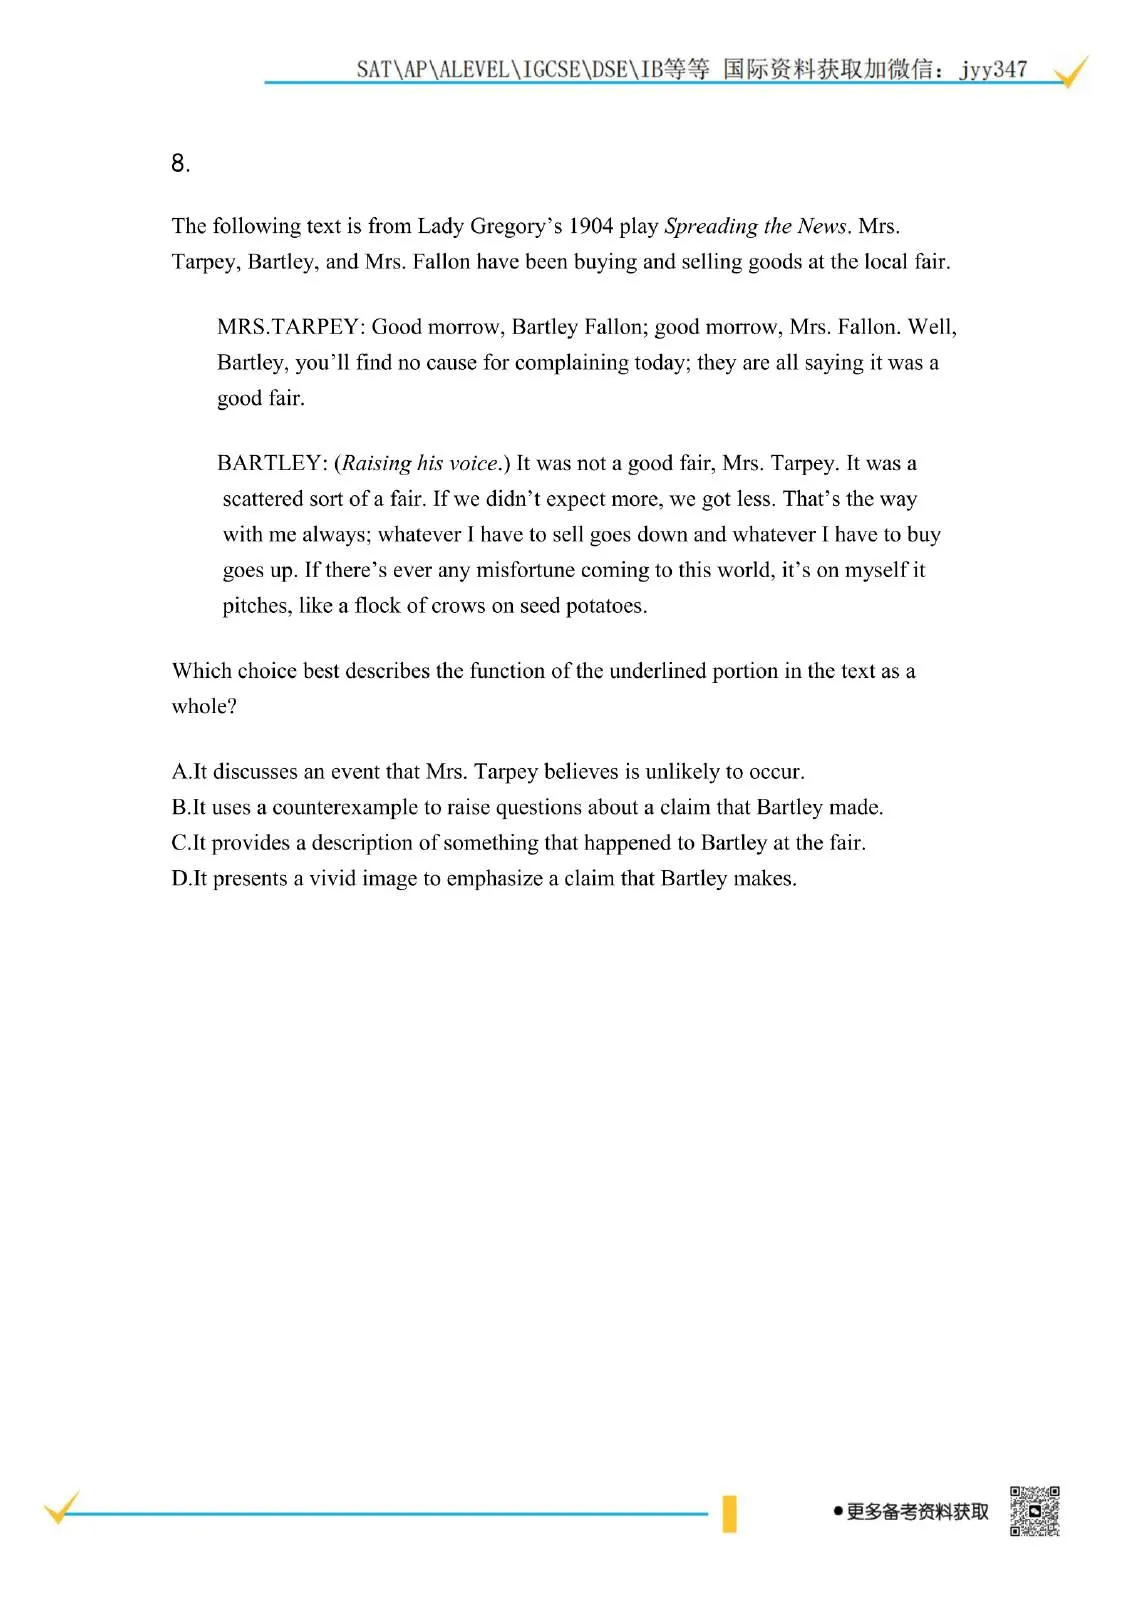 SAT\AP\ALEVEL\IGCSE\DSE\IB等等 国际资料获取加微信：jyy347
8.
The following text is from Lady Gregory’s 1904 play Spreading the News. Mrs.
Tarpey, Bartley, and Mrs. Fallon have been buying and selling goods at the local fair.
MRS.TARPEY: Good morrow, Bartley Fallon; good morrow, Mrs. Fallon. Well,
Bartley, you’ll find no cause for complaining today; they are all saying it was a
good fair.
BARTLEY: (Raising his voice.) It was not a good fair, Mrs. Tarpey. It was a
scattered sort of a fair. If we didn’t expect more, we got less. That’s the way
with me always; whatever I have to sell goes down and whatever I have to buy
goes up. If there’s ever any misfortune coming to this world, it’s on myself it
pitches, like a flock of crows on seed potatoes.
Which choice best describes the function of the underlined portion in the text as a
whole?
A.It discusses an event that Mrs. Tarpey believes is unlikely to occur.
B.It uses a counterexample to raise questions about a claim that Bartley made.
C.It provides a description of something that happened to Bartley at the fair.
D.It presents a vivid image to emphasize a claim that Bartley makes.
●更多备考资料获取